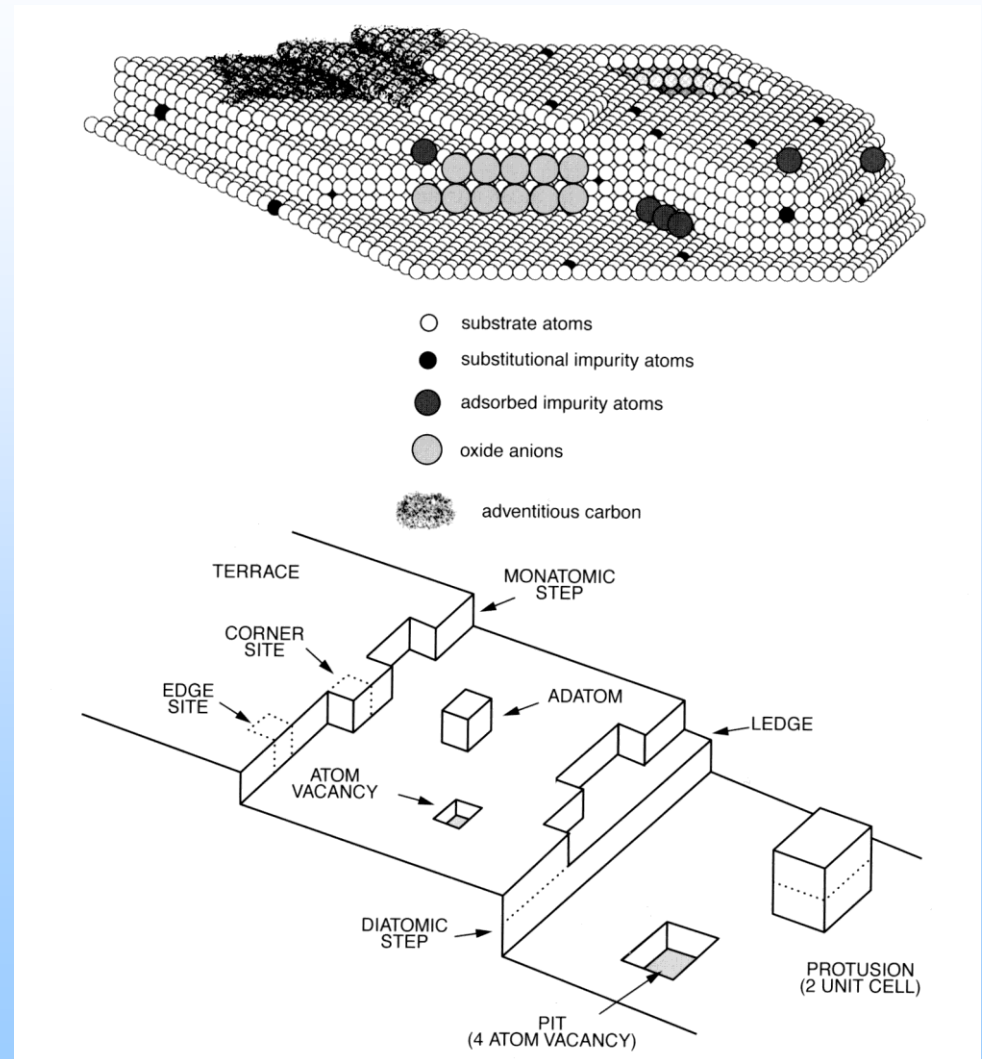 substrate atoms
substitutional impurity atoms
adsorbed impurity atoms
oxide anions
adventitious carbon
TERRACE
MONATOMIC
STEP
CORNER
SITE
EDGE
SITE
ADATOM
LEDGE
ATOM
VACANCY
DIATOMIC
STEP
PROTUSION
(2 UNIT CELL)
PIT
(4 ATOM VACANCY)